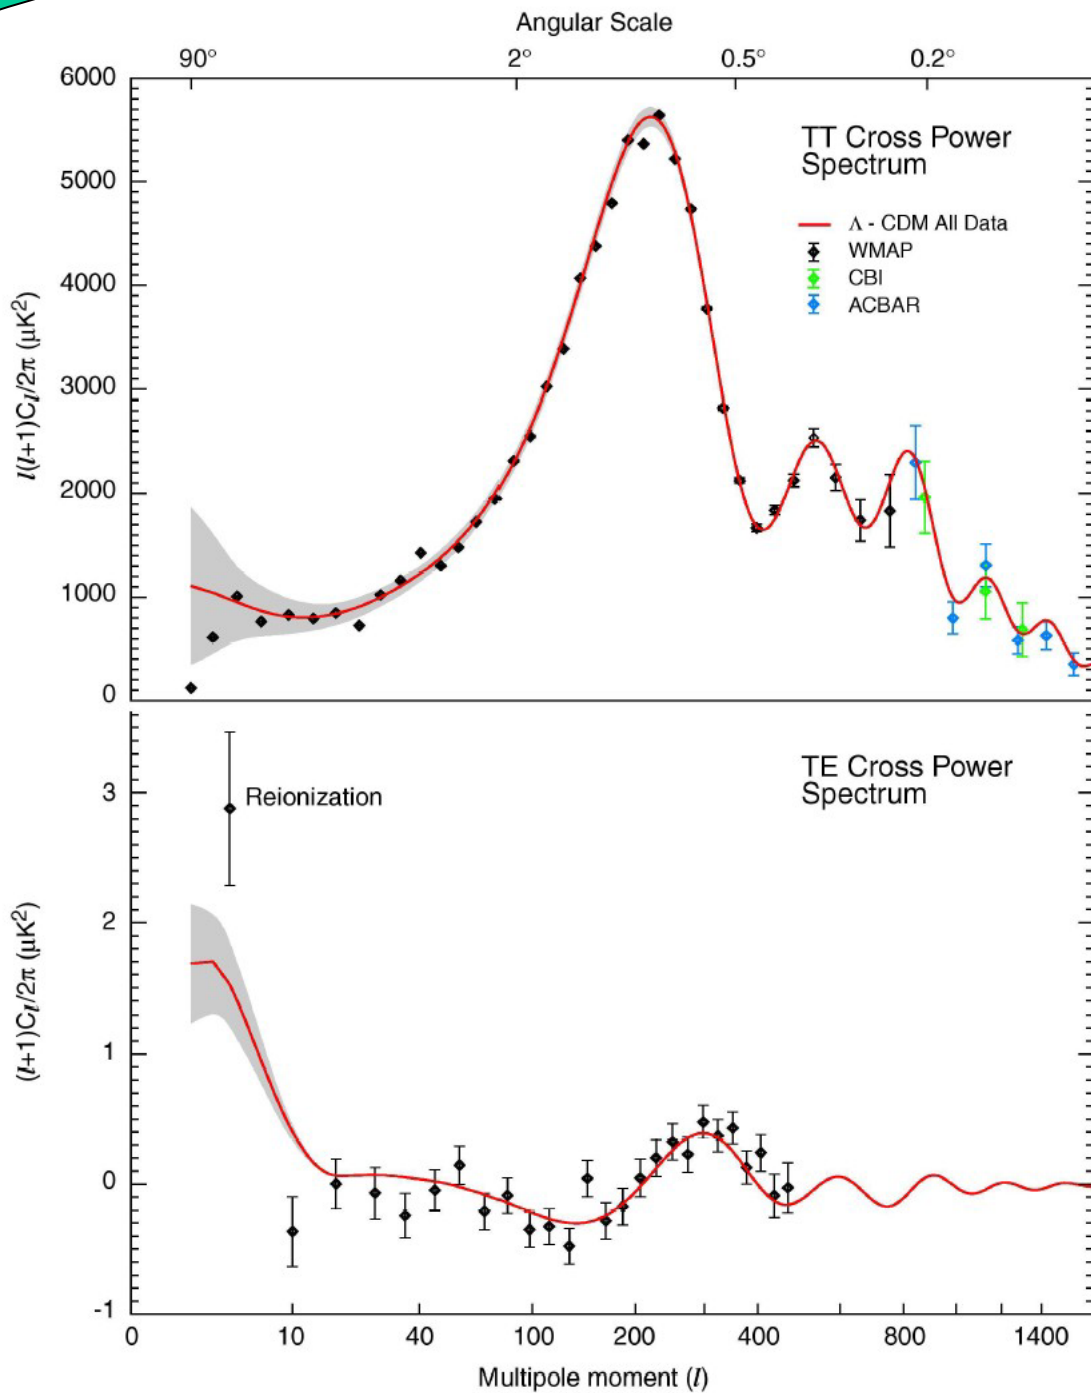 Angular Scale
90° 2° 0.5° 0.2°
6000
5000
4000
3000
2000
1000
0
l(l+1)Cl/2π (μK²)
TT Cross Power
Spectrum
Λ - CDM All Data
WMAP
CBI
ACBAR
3
2
1
0
-1
(l+1)Cl/2π (μK²)
Reionization
TE Cross Power
Spectrum
0 10 40 100 200 400 800 1400
Multipole moment (l)